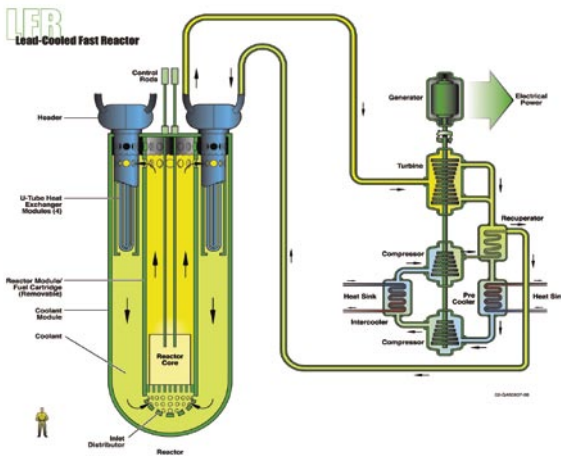 LFR
Lead-Cooled Fast Reactor
Control
Rods
Header
U-Tube Heat
Exchanger
Modules (4)
Reactor Module/
Fuel Cartridge
(Removable)
Coolant
Module
Coolant
Reactor
Core
Inlet
Distributor
Reactor
Generator
Electrical
Power
Turbine
Recuperator
Compressor
Heat Sink
Intercooler
Compressor
Pre
Cooler
Heat Sink